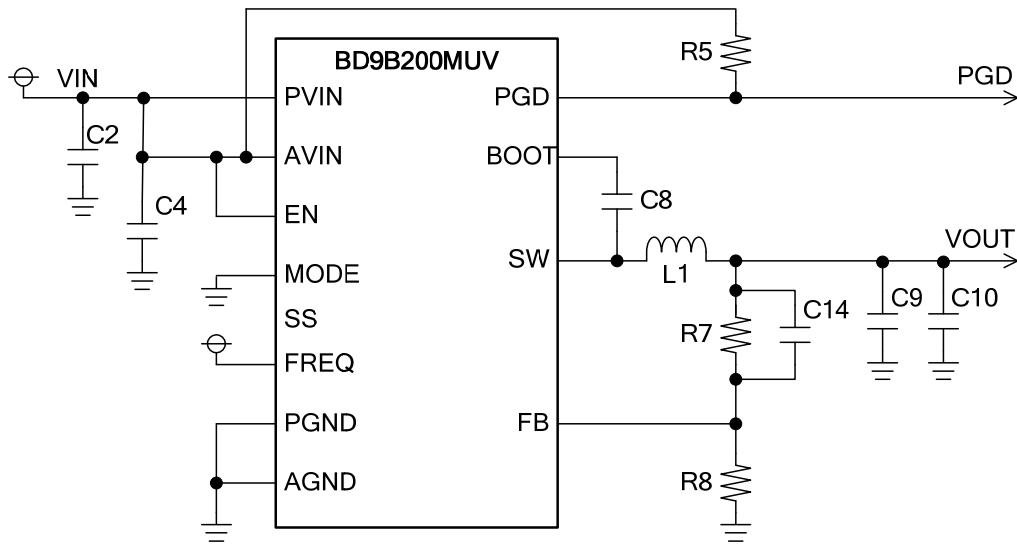 BD9B200MUV
R5
VIN
PVIN
PGD
PGD
C2
AVIN
BOOT
C4
C8
EN
VOUT
SW
L1
MODE
C9
C10
C14
SS
R7
FREQ
PGND
FB
AGND
R8